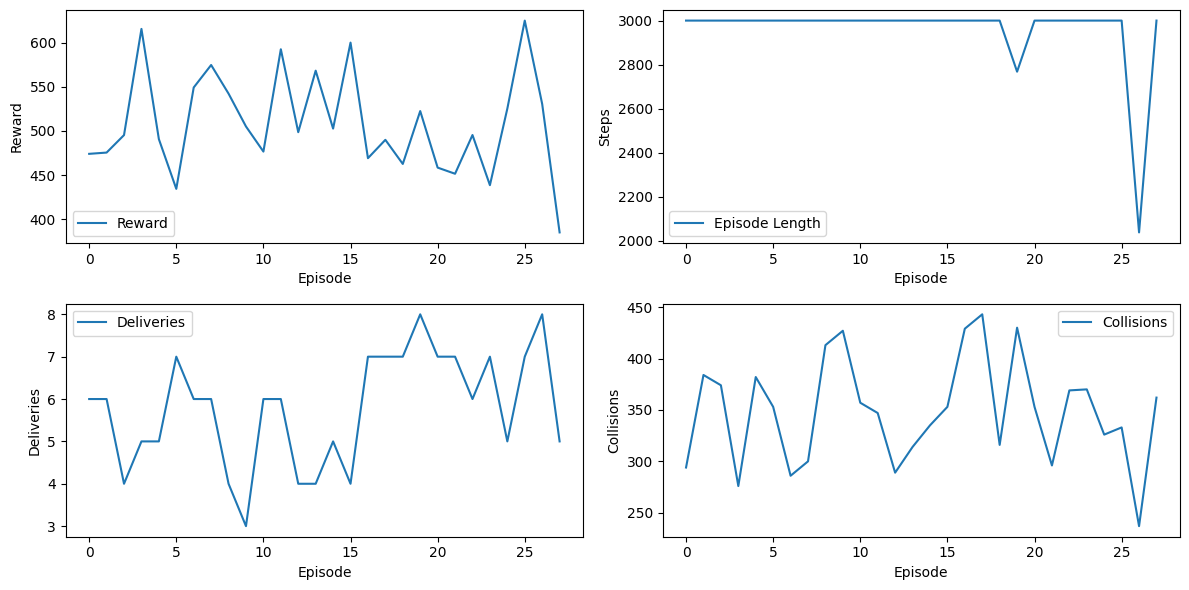 600
550
500
450
400
Reward
Reward
0 5 10 15 20 25
Episode
3000
2800
2600
2400
2200
2000
Steps
Episode Length
0 5 10 15 20 25
Episode
8
7
6
5
4
3
Deliveries
Deliveries
0 5 10 15 20 25
Episode
450
400
350
300
250
Collisions
Collisions
0 5 10 15 20 25
Episode